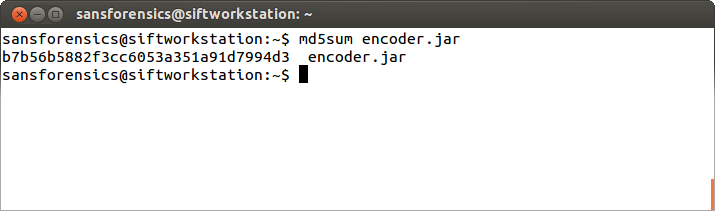 sansforensics@siftworkstation: ~
sansforensics@siftworkstation:~$ md5sum encoder.jar
b7b56b5882f3cc6053a351a91d7994d3  encoder.jar
sansforensics@siftworkstation:~$